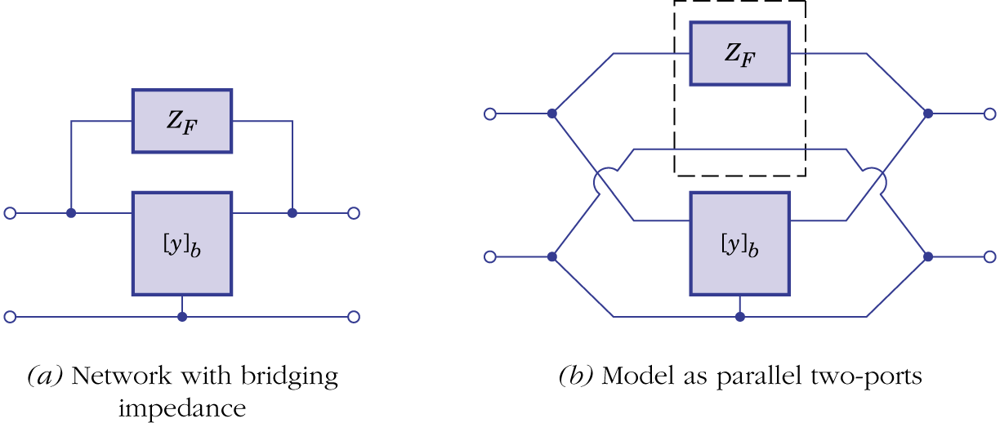 Z_F
Z_F
[y]_b
[y]_b
(a) Network with bridging
impedance
(b) Model as parallel two-ports